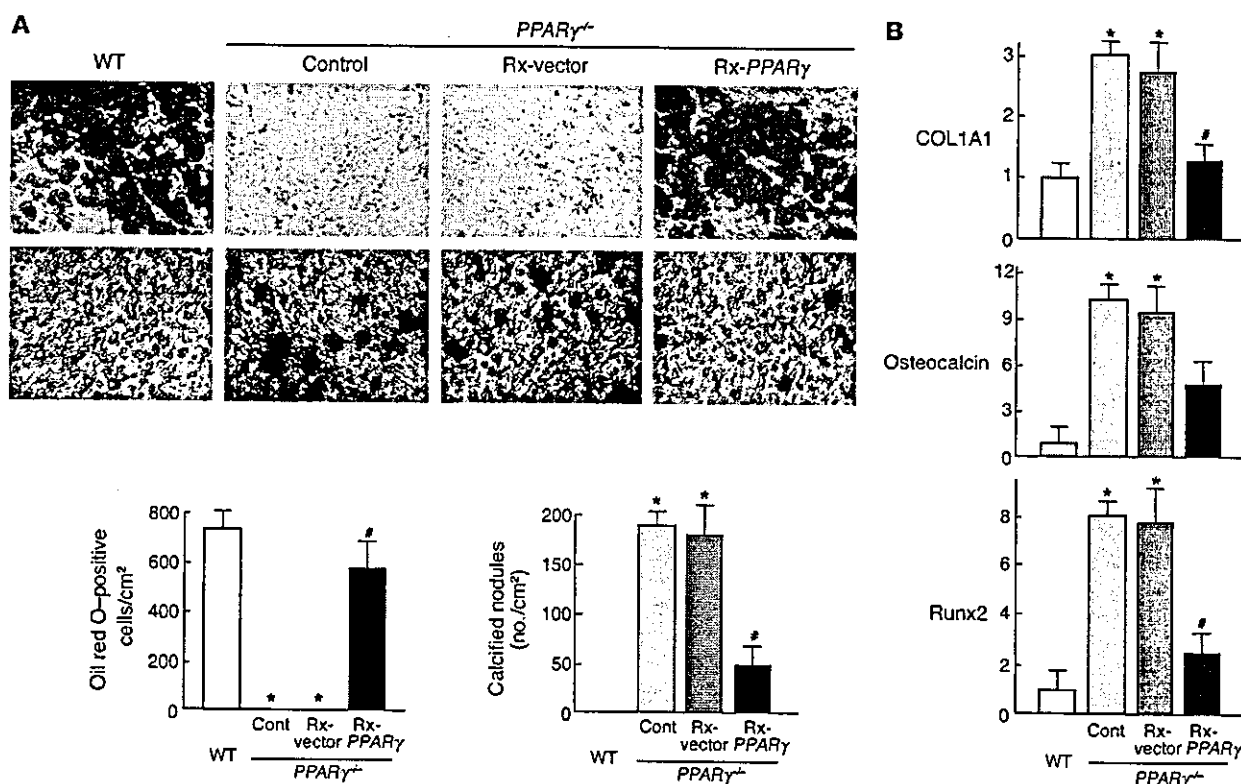 A
PPARγ⁻/⁻
WT
Control
Rx-vector
Rx-PPARγ
Oil red O–positive
cells/cm²
800
600
400
200
0
*
*
#
WT
Cont
Rx-
vector
Rx-
PPARγ
PPARγ⁻/⁻
Calcified nodules
(no./cm²)
200
150
100
50
0
*
*
#
WT
Cont
Rx-
vector
Rx-
PPARγ
PPARγ⁻/⁻
B
COL1A1
3
2
1
0
*
*
#
Osteocalcin
12
9
6
3
0
*
*
Runx2
8
6
4
2
0
*
*
#
WT
Cont
Rx-
vector
Rx-
PPARγ
PPARγ⁻/⁻